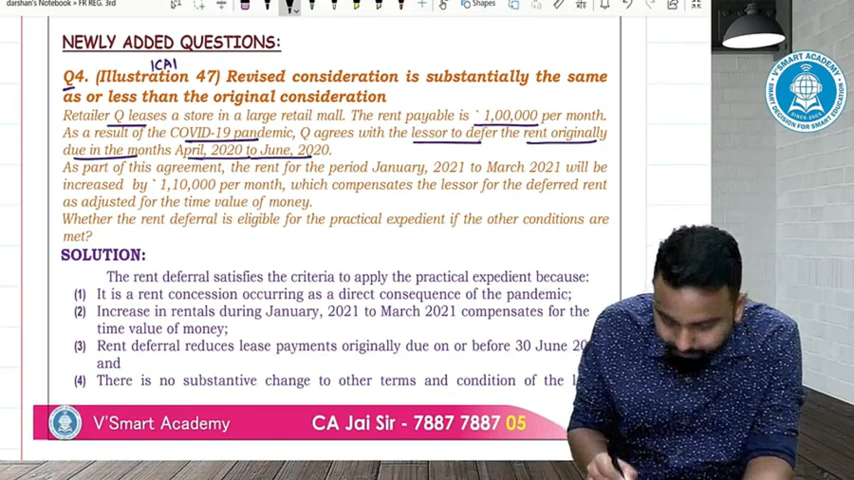 darshan's Notebook » FR REG. 3rd
Shapes
NEWLY ADDED QUESTIONS:
ICAI
Q4. (Illustration 47) Revised consideration is substantially the same
as or less than the original consideration
Retailer Q leases a store in a large retail mall. The rent payable is ` 1,00,000 per month.
As a result of the COVID-19 pandemic, Q agrees with the lessor to defer the rent originally
due in the months April, 2020 to June, 2020.
As part of this agreement, the rent for the period January, 2021 to March 2021 will be
increased by ` 1,10,000 per month, which compensates the lessor for the deferred rent
as adjusted for the time value of money.
Whether the rent deferral is eligible for the practical expedient if the other conditions are
met?
SOLUTION:
The rent deferral satisfies the criteria to apply the practical expedient because:
(1) It is a rent concession occurring as a direct consequence of the pandemic;
(2) Increase in rentals during January, 2021 to March 2021 compensates for the
time value of money;
(3) Rent deferral reduces lease payments originally due on or before 30 June
and
(4) There is no substantive change to other terms and condition of the
V'Smart Academy
CA Jai Sir - 7887 7887 05
V'SMART ACADEMY
SMART DECISION FOR SMART STUDENTS